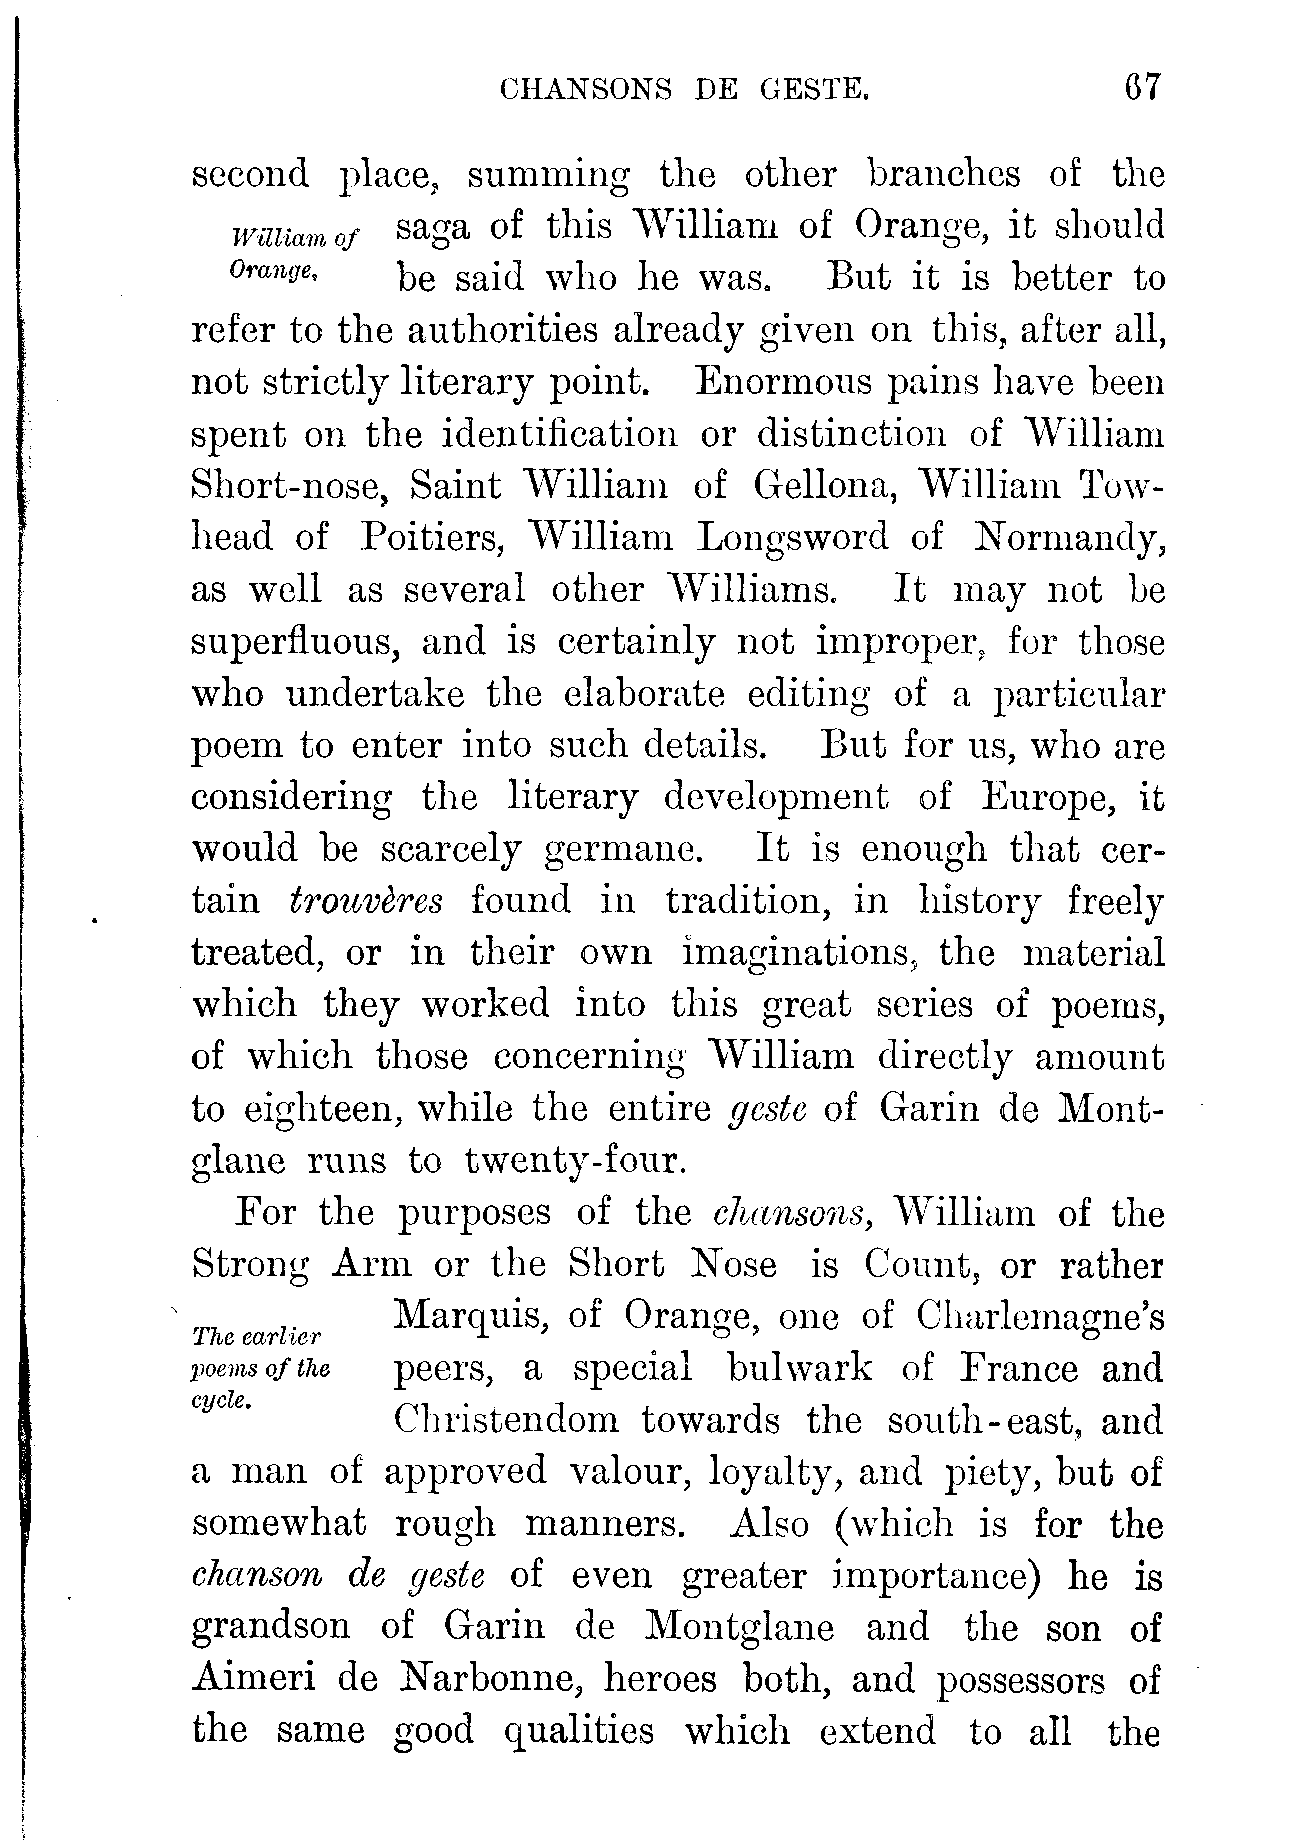 CHANSONS DE GESTE. 67
second place, summing the other branches of the
William of
Orange.
saga of this William of Orange, it should
be said who he was. But it is better to
refer to the authorities already given on this, after all,
not strictly literary point. Enormous pains have been
spent on the identification or distinction of William
Short-nose, Saint William of Gellona, William Tow-
head of Poitiers, William Longsword of Normandy,
as well as several other Williams. It may not be
superfluous, and is certainly not improper, for those
who undertake the elaborate editing of a particular
poem to enter into such details. But for us, who are
considering the literary development of Europe, it
would be scarcely germane. It is enough that cer-
tain trouvères found in tradition, in history freely
treated, or in their own imaginations, the material
which they worked into this great series of poems,
of which those concerning William directly amount
to eighteen, while the entire geste of Garin de Mont-
glane runs to twenty-four.
For the purposes of the chansons, William of the
Strong Arm or the Short Nose is Count, or rather
The earlier
poems of the
cycle.
Marquis, of Orange, one of Charlemagne's
peers, a special bulwark of France and
Christendom towards the south-east, and
a man of approved valour, loyalty, and piety, but of
somewhat rough manners. Also (which is for the
chanson de geste of even greater importance) he is
grandson of Garin de Montglane and the son of
Aimeri de Narbonne, heroes both, and possessors of
the same good qualities which extend to all the